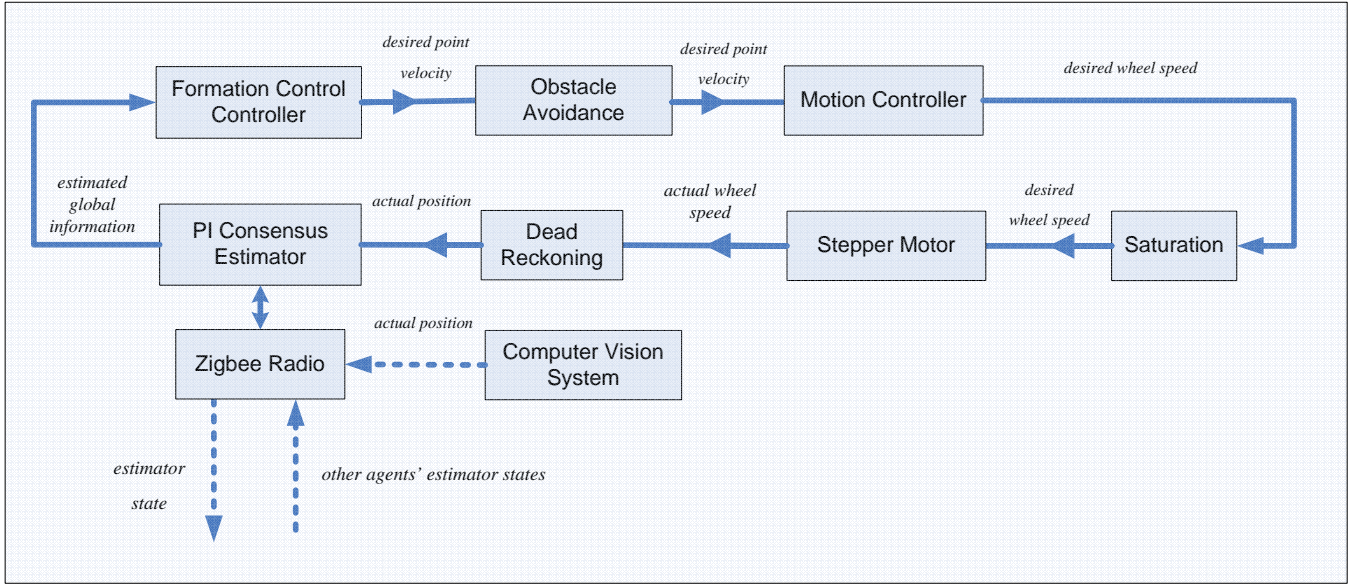 desired point
velocity
desired point
velocity
desired wheel speed
Formation Control
Controller
Obstacle
Avoidance
Motion Controller
estimated
global
information
actual position
actual wheel
speed
desired
wheel speed
PI Consensus
Estimator
Dead
Reckoning
Stepper Motor
Saturation
actual position
Zigbee Radio
Computer Vision
System
estimator
state
other agents’ estimator states